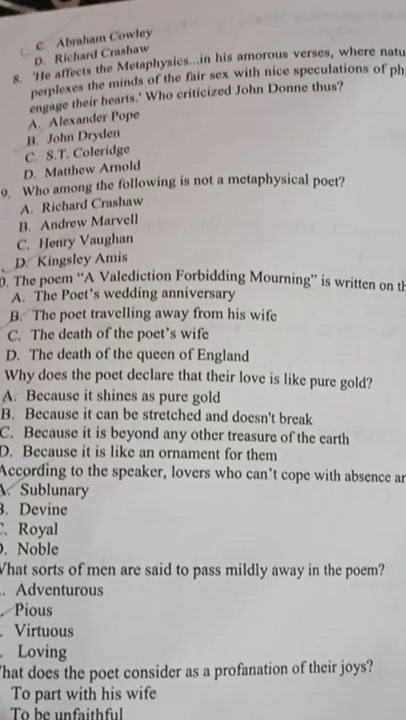 C. Abraham Cowley
D. Richard Crashaw
8. 'He affects the Metaphysics...in his amorous verses, where natu
perplexes the minds of the fair sex with nice speculations of ph
engage their hearts.' Who criticized John Donne thus?
A. Alexander Pope
B. John Dryden
C. S.T. Coleridge
D. Matthew Arnold
9. Who among the following is not a metaphysical poet?
A. Richard Crashaw
B. Andrew Marvell
C. Henry Vaughan
D. Kingsley Amis
0. The poem "A Valediction Forbidding Mourning" is written on th
A. The Poet's wedding anniversary
B. The poet travelling away from his wife
C. The death of the poet's wife
D. The death of the queen of England
Why does the poet declare that their love is like pure gold?
A. Because it shines as pure gold
B. Because it can be stretched and doesn't break
C. Because it is beyond any other treasure of the earth
D. Because it is like an ornament for them
According to the speaker, lovers who can't cope with absence ar
A. Sublunary
B. Devine
C. Royal
D. Noble
What sorts of men are said to pass mildly away in the poem?
. Adventurous
. Pious
. Virtuous
. Loving
What does the poet consider as a profanation of their joys?
To part with his wife
To be unfaithful